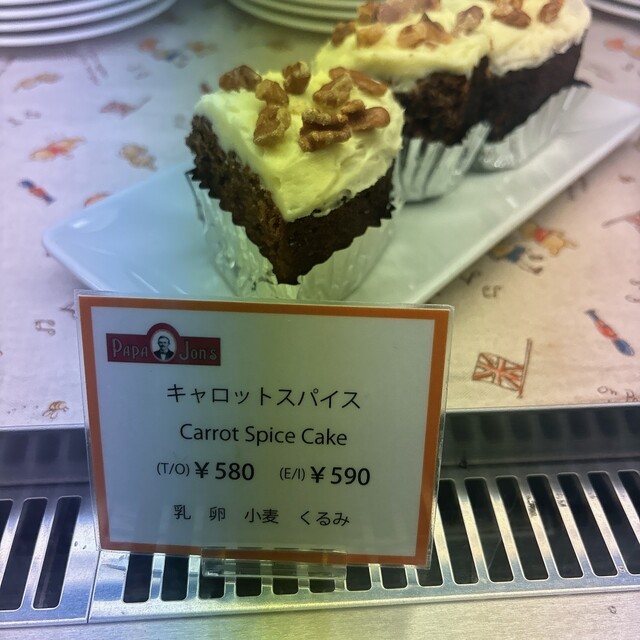 PAPA JON'S
キャロットスパイス
Carrot Spice Cake
(T/O) ¥580 (E/I) ¥590
乳 卵 小麦 くるみ